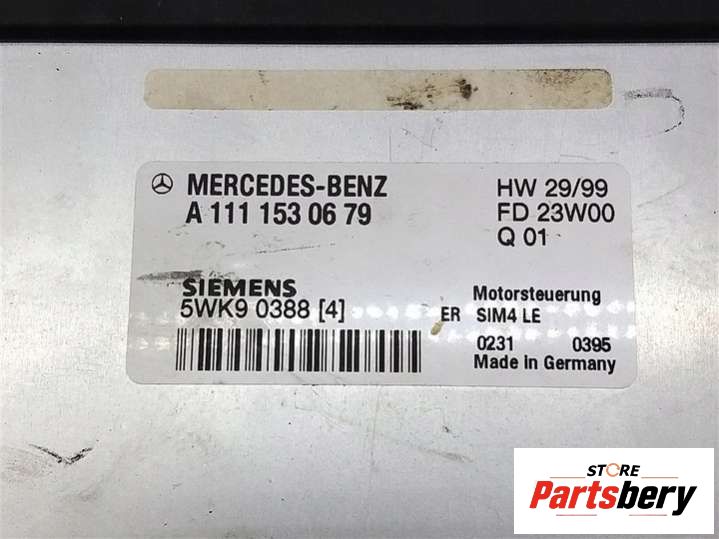 MERCEDES-BENZ
A 111 153 06 79
HW 29/99
FD 23W00
Q 01
SIEMENS
5WK9 0388 [4]
ER
Motorsteuerung
SIM4 LE
0231 0395
Made in Germany
STORE
Partsbery